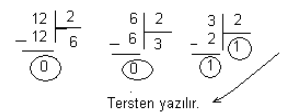 12 2 6 2 3 2
- 12 6 - 6 3 - 2 1
0 0 1
Tersten yazılır.